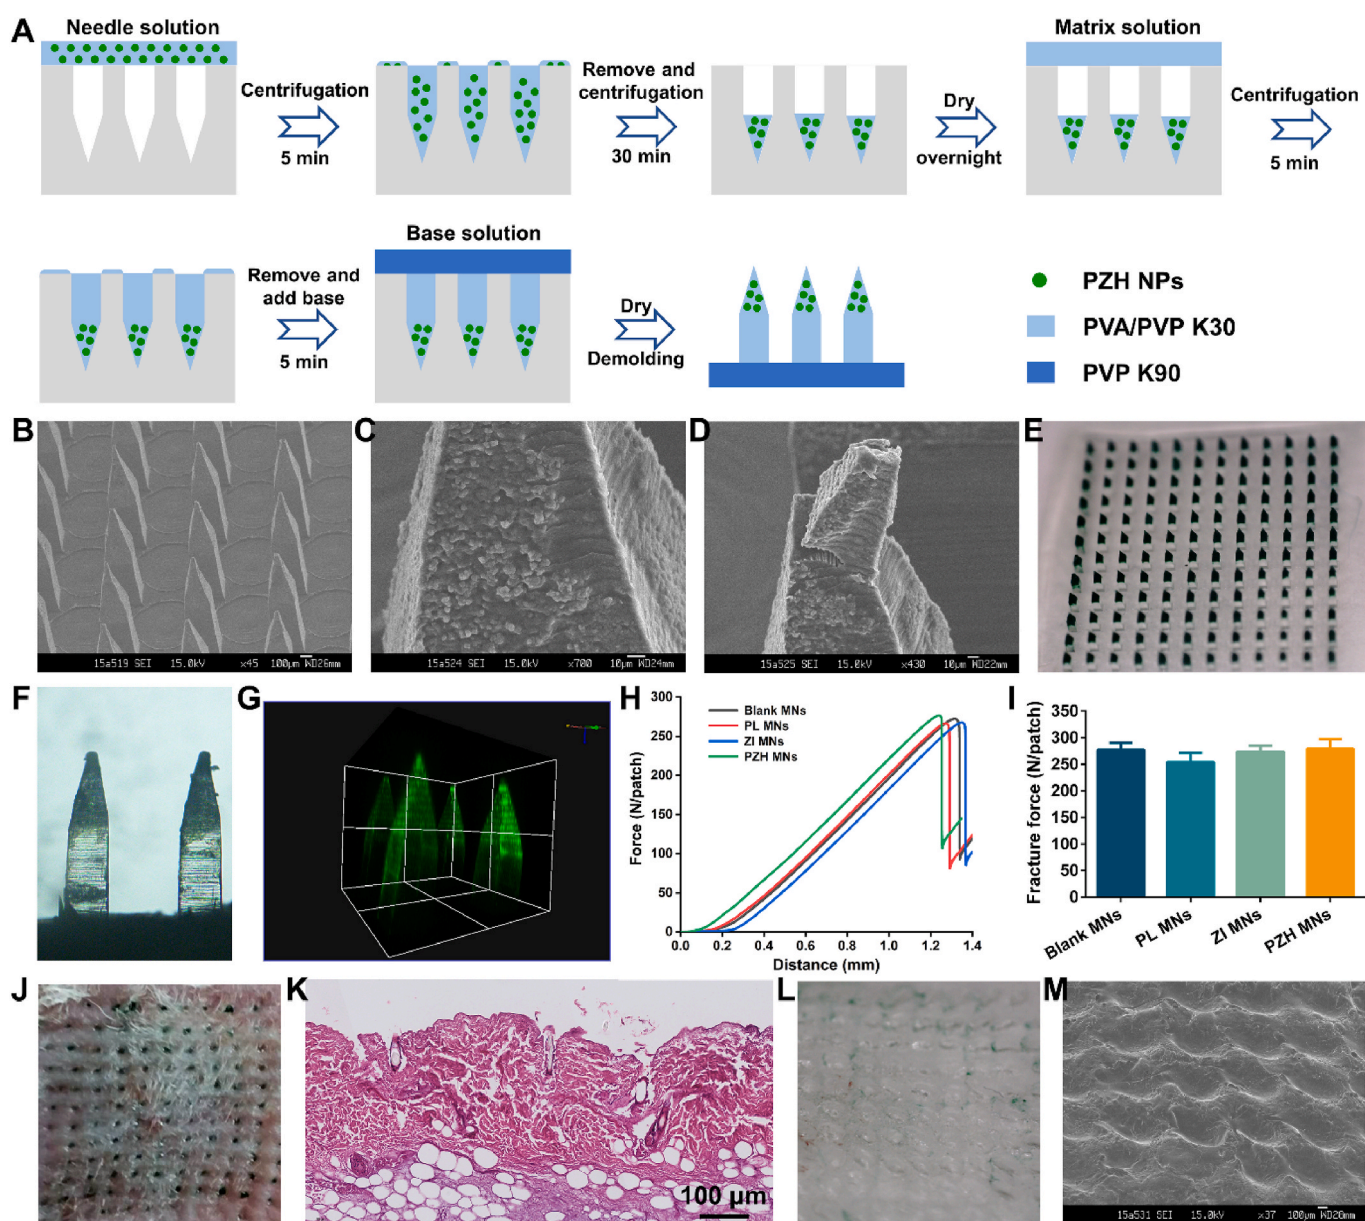 A
Needle solution
Centrifugation
5 min
Remove and
centrifugation
30 min
Dry
overnight
Matrix solution
Centrifugation
5 min
Remove and
add base
5 min
Base solution
Dry
Demolding
PZH NPs
PVA/PVP K30
PVP K90
B
15a519 SEI 15.0kV x45 100μm WD26mm
C
15a524 SEI 15.0kV x700 10μm WD24mm
D
15a525 SEI 15.0kV x430 10μm WD22mm
E
F
G
H
Force (N/patch)
300
250
200
150
100
50
0
Blank MNs
PL MNs
ZI MNs
PZH MNs
0.0 0.2 0.4 0.6 0.8 1.0 1.2 1.4
Distance (mm)
I
Fracture force (N/patch)
350
300
250
200
150
100
50
0
Blank MNs
PL MNs
ZI MNs
PZH MNs
J
K
100 μm
L
M
15a531 SEI 15.0kV x37 100μm WD26mm